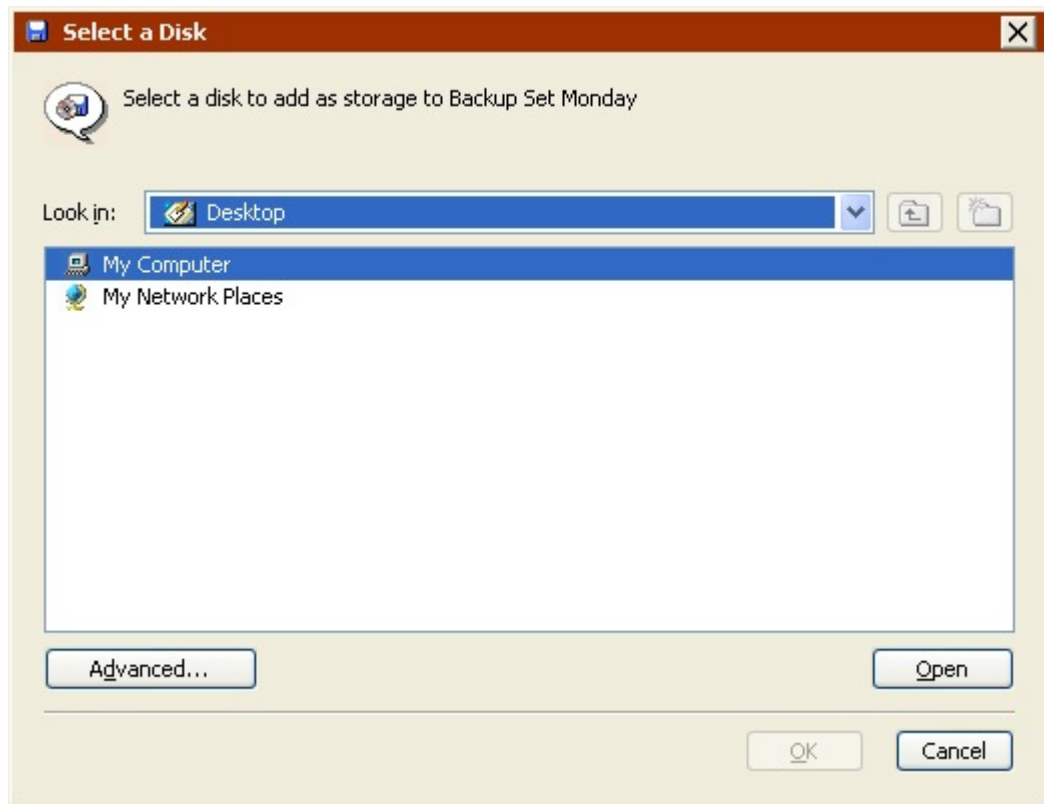 Select a Disk
Select a disk to add as storage to Backup Set Monday
Look in: Desktop
My Computer
My Network Places
Advanced... Open
OK Cancel